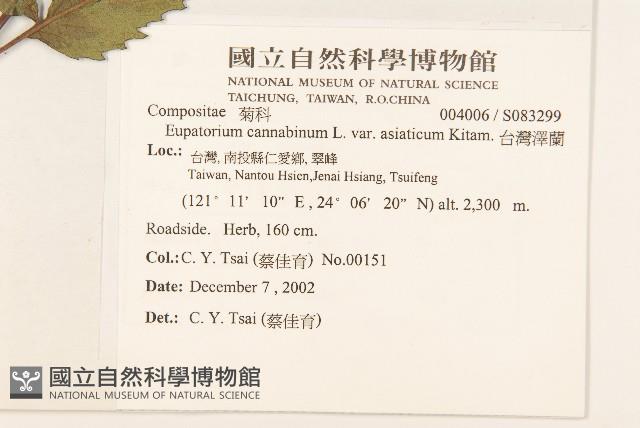 國立自然科學博物館
NATIONAL MUSEUM OF NATURAL SCIENCE
TAICHUNG, TAIWAN, R.O.CHINA
Compositae 菊科 004006 / S083299
Eupatorium cannabinum L. var. asiaticum Kitam. 台灣澤蘭
Loc.: 台灣, 南投縣仁愛鄉, 翠峰
Taiwan, Nantou Hsien,Jenai Hsiang, Tsuifeng
(121° 11' 10" E , 24° 06' 20" N) alt. 2,300 m.
Roadside. Herb, 160 cm.
Col.: C. Y. Tsai (蔡佳育) No.00151
Date: December 7 , 2002
Det.: C. Y. Tsai (蔡佳育)
國立自然科學博物館
NATIONAL MUSEUM OF NATURAL SCIENCE